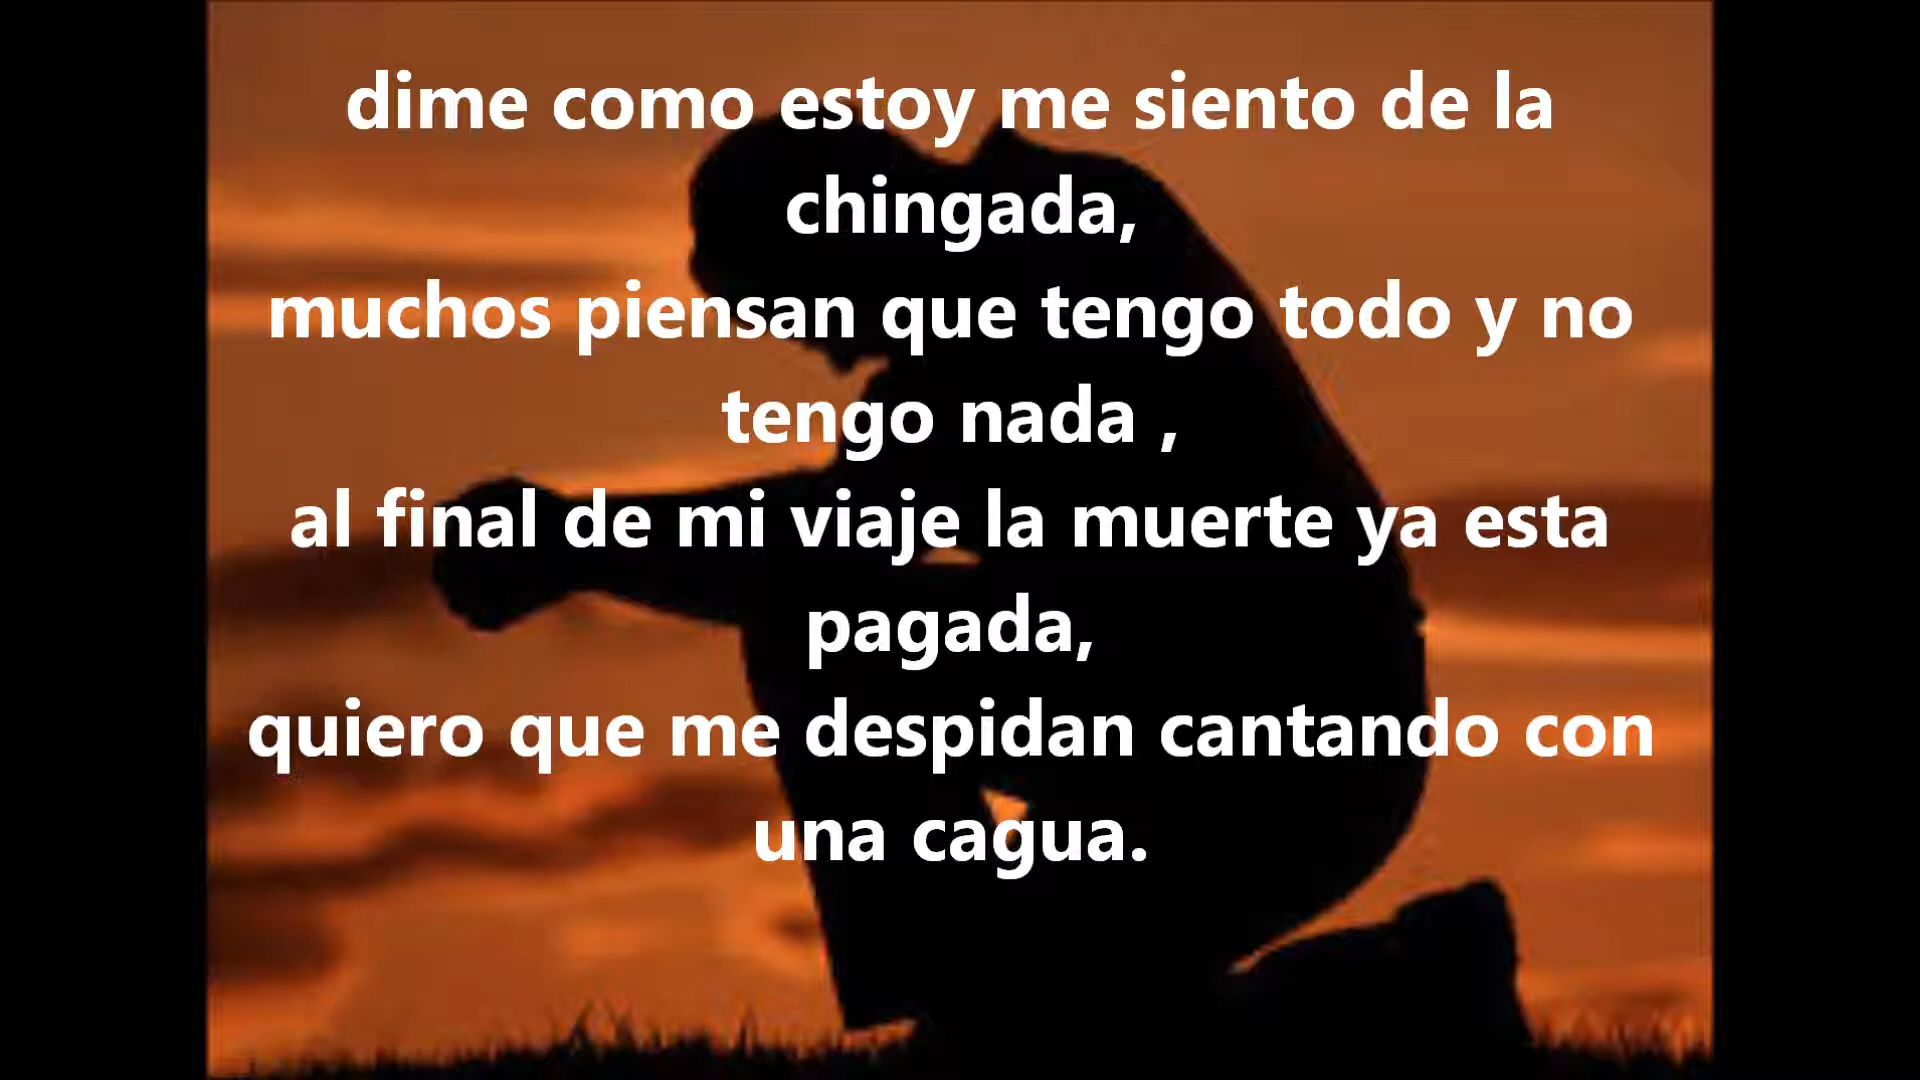 dime como estoy me siento de la
chingada,
muchos piensan que tengo todo y no
tengo nada ,
al final de mi viaje la muerte ya esta
pagada,
quiero que me despidan cantando con
una cagua.